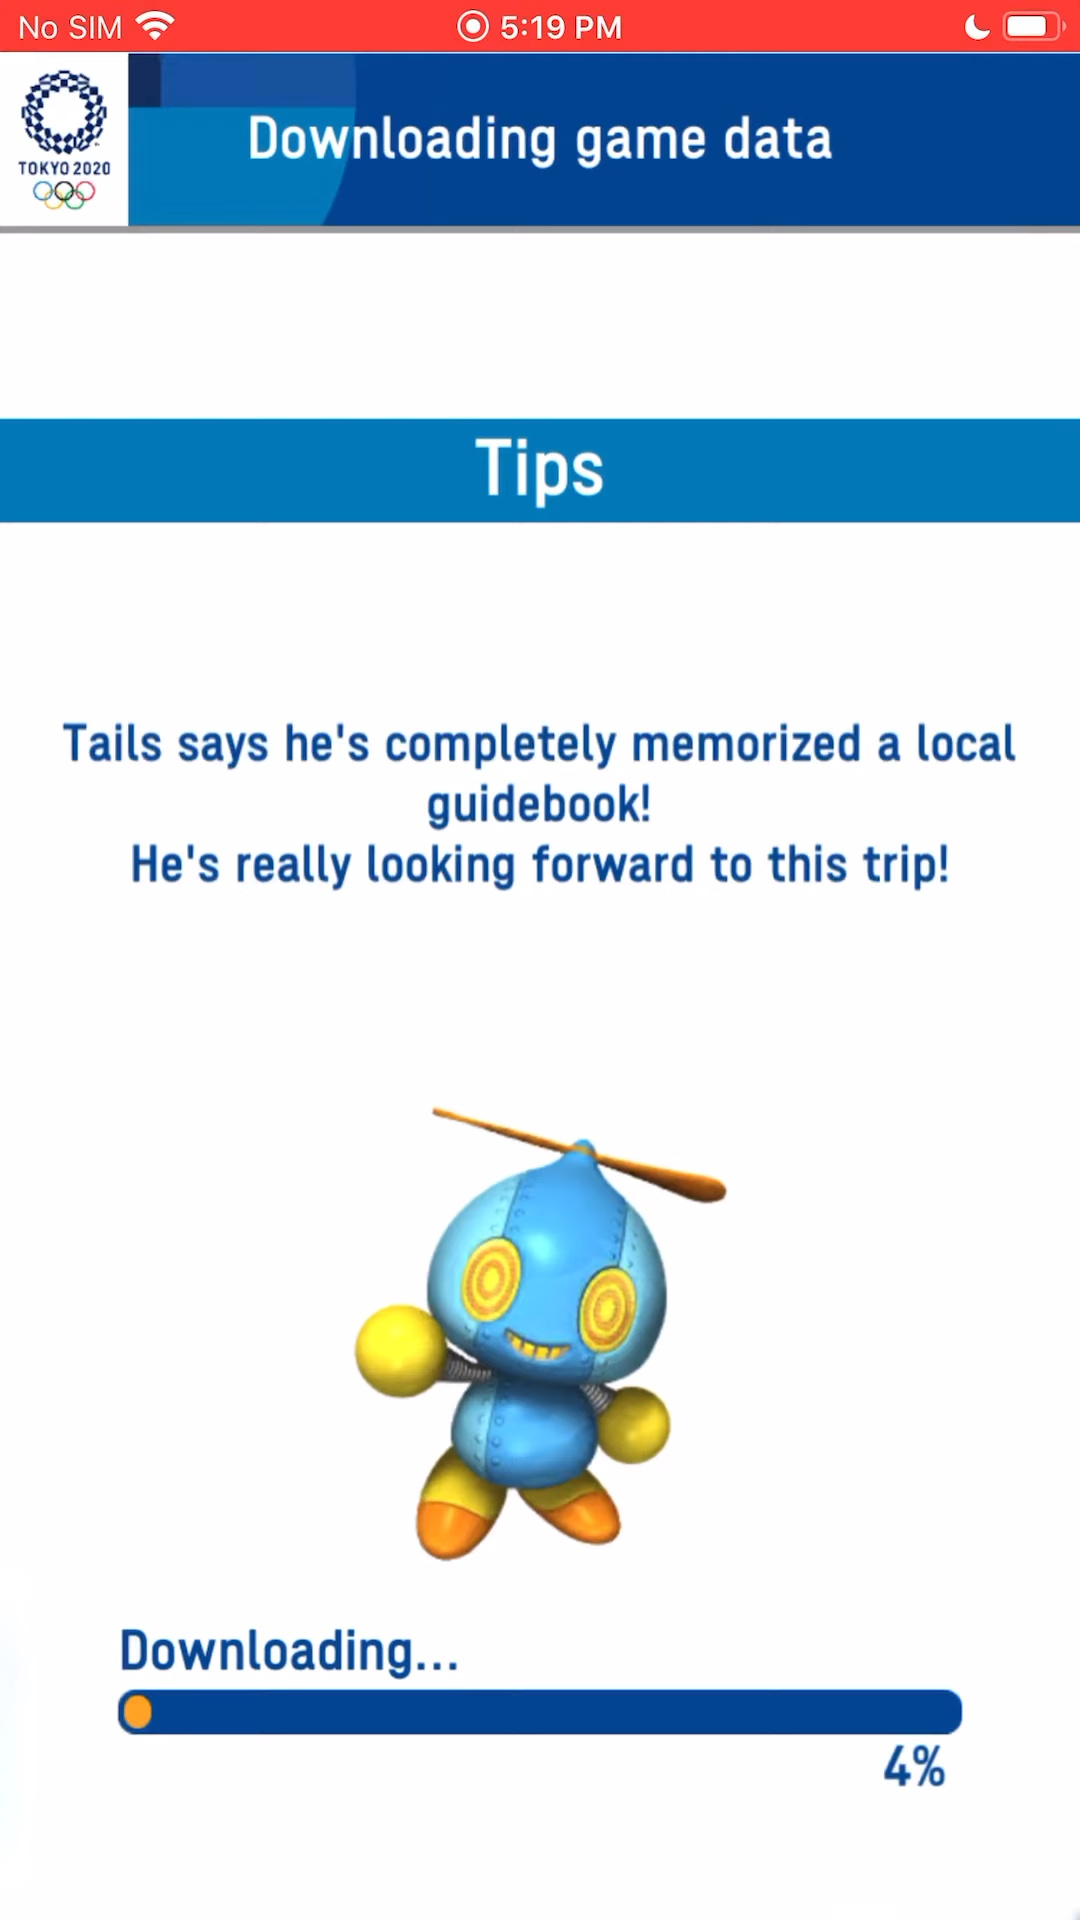 No SIM
5:19 PM
TOKYO 2020
Downloading game data
Tips
Tails says he's completely memorized a local
guidebook!
He's really looking forward to this trip!
Downloading...
4%